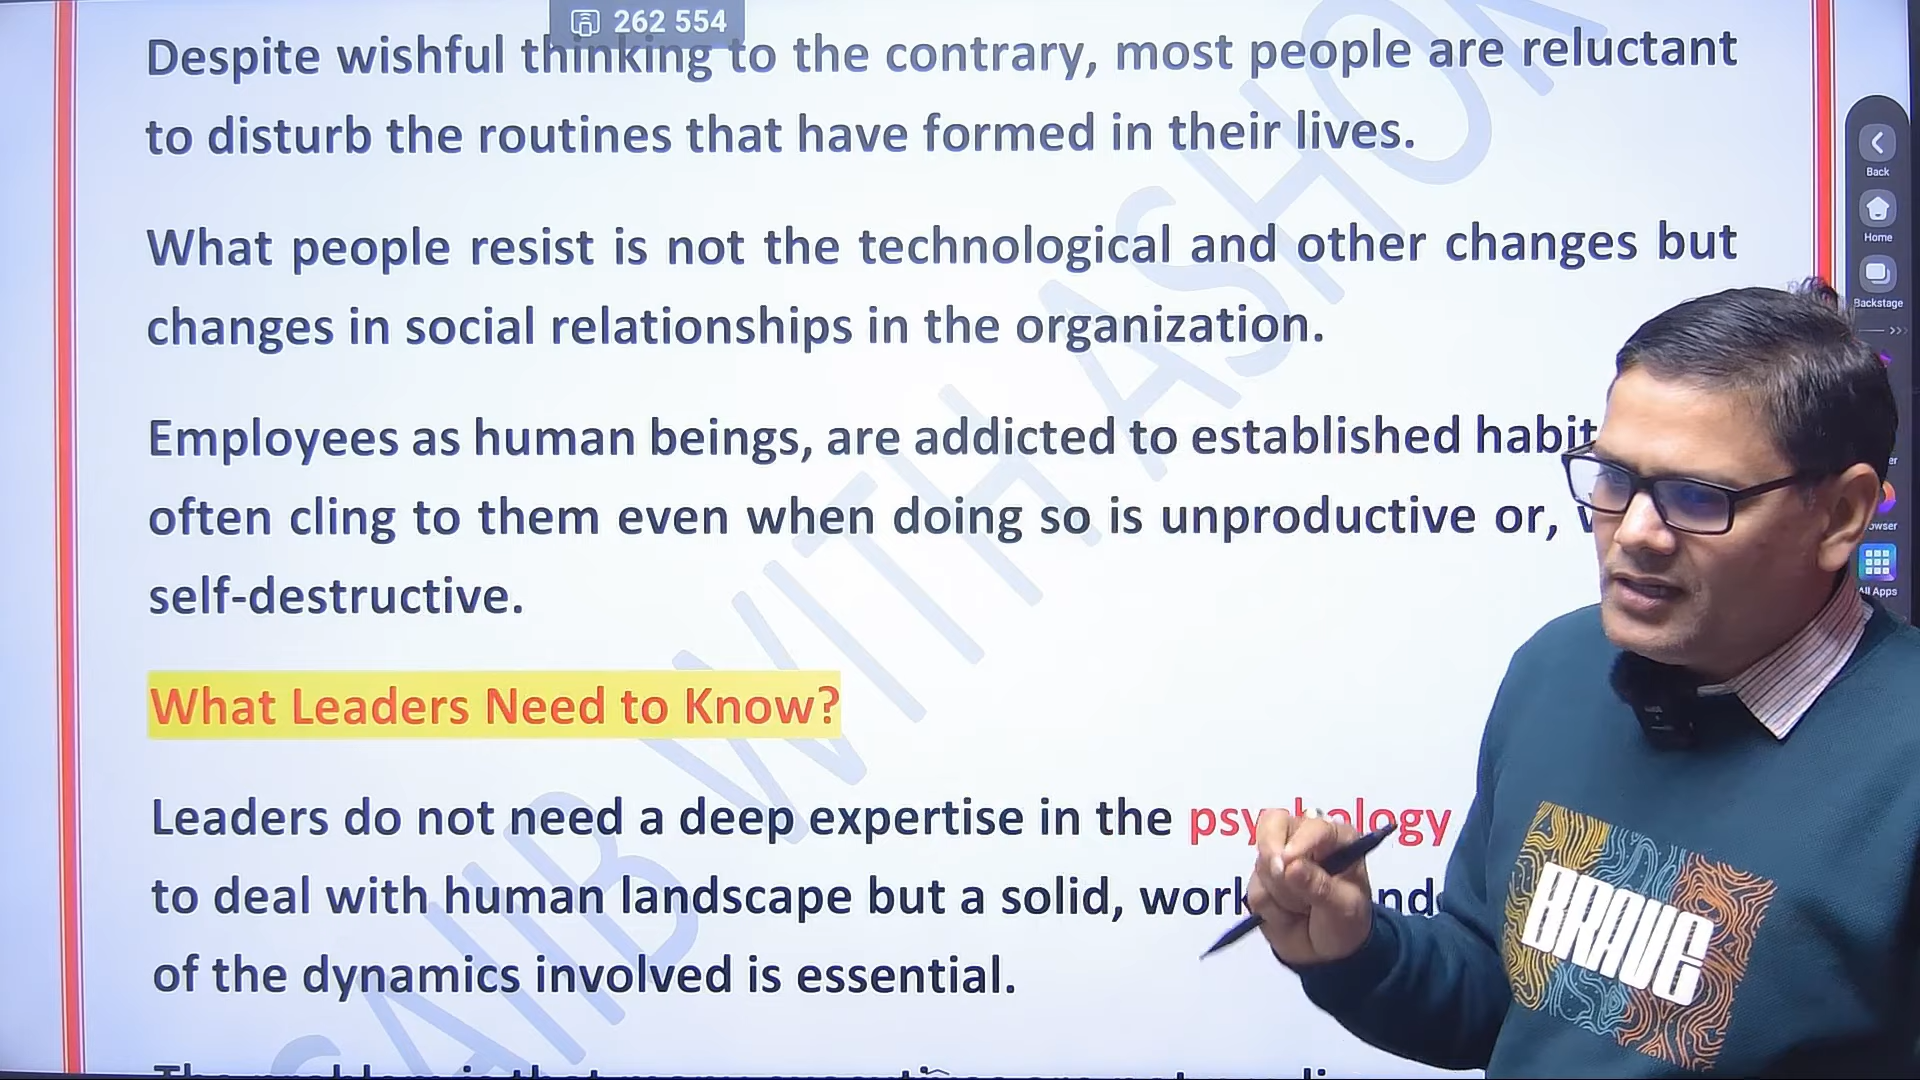 262 554
Despite wishful thinking to the contrary, most people are reluctant
to disturb the routines that have formed in their lives.
What people resist is not the technological and other changes but
changes in social relationships in the organization.
Employees as human beings, are addicted to established
often cling to them even when doing so is unproductive or,
self-destructive.
What Leaders Need to Know?
Leaders do not need a deep expertise in the psychology
to deal with human landscape but a solid,
of the dynamics involved is essential.
WITH ASHOK
Back
Home
Backstage
All Apps
BRAVE